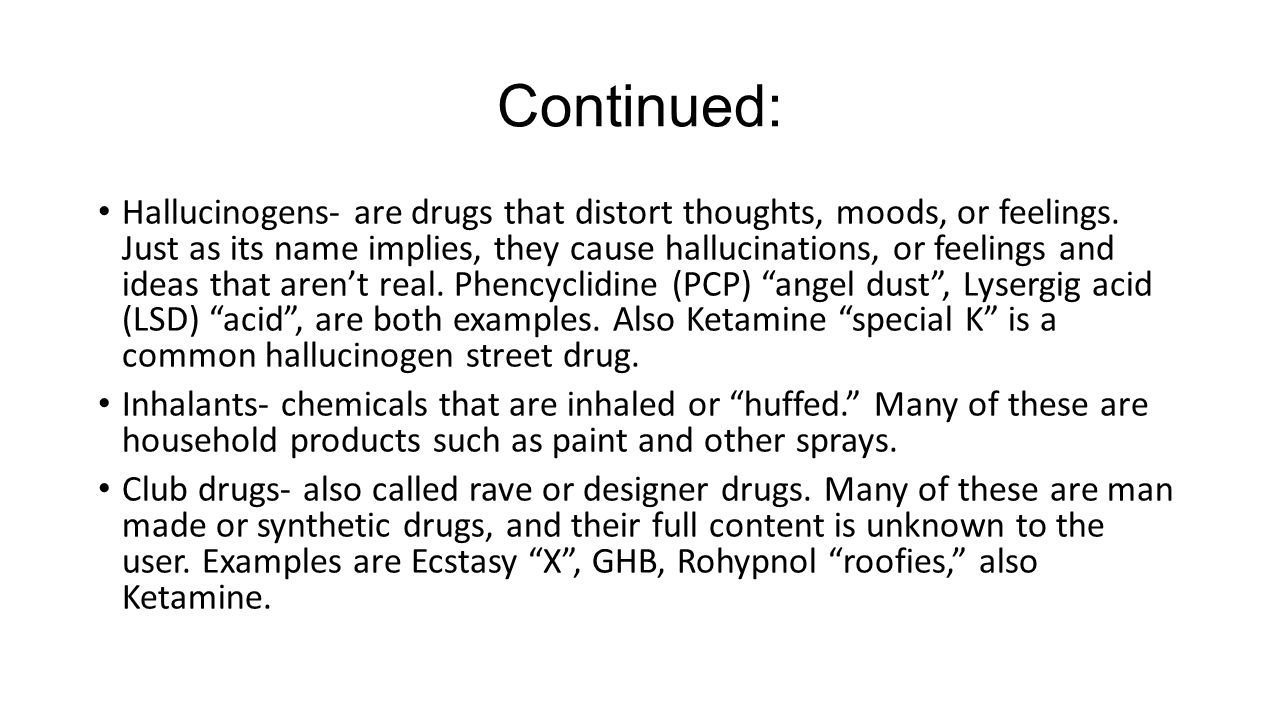 Continued:
• Hallucinogens- are drugs that distort thoughts, moods, or feelings.
Just as its name implies, they cause hallucinations, or feelings and
ideas that aren’t real. Phencyclidine (PCP) “angel dust”, Lysergig acid
(LSD) “acid”, are both examples. Also Ketamine “special K” is a
common hallucinogen street drug.
• Inhalants- chemicals that are inhaled or “huffed.” Many of these are
household products such as paint and other sprays.
• Club drugs- also called rave or designer drugs. Many of these are man
made or synthetic drugs, and their full content is unknown to the
user. Examples are Ecstasy “X”, GHB, Rohypnol “roofies,” also
Ketamine.